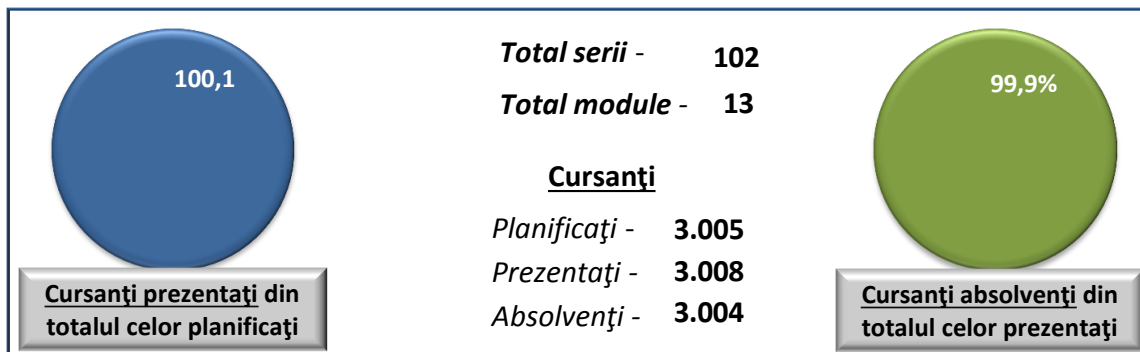 100,1
Cursanţi prezentaţi din
totalul celor planificaţi
Total serii - 102
Total module - 13
Cursanţi
Planificaţi - 3.005
Prezentaţi - 3.008
Absolvenţi - 3.004
99,9%
Cursanţi absolvenţi din
totalul celor prezentaţi